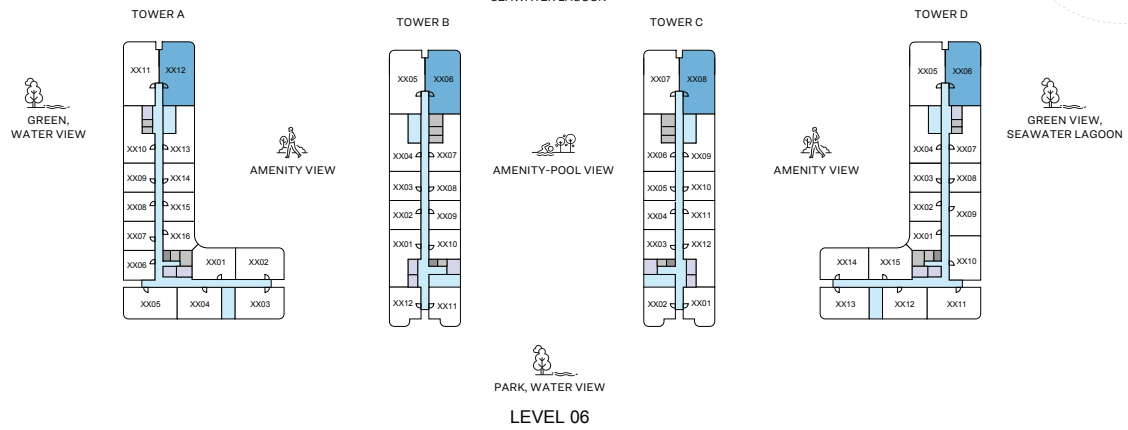 TOWER A
TOWER B
TOWER C
TOWER D
XX11
XX12
XX10
XX13
XX09
XX14
XX08
XX15
XX07
XX16
XX06
XX01
XX02
XX05
XX04
XX03
XX05
XX06
XX04
XX07
XX03
XX08
XX02
XX09
XX01
XX10
XX12
XX11
XX07
XX08
XX06
XX09
XX05
XX10
XX04
XX11
XX03
XX12
XX02
XX01
XX05
XX06
XX04
XX07
XX03
XX08
XX02
XX09
XX01
XX10
XX14
XX15
XX13
XX12
XX11
GREEN,
WATER VIEW
AMENITY VIEW
AMENITY-POOL VIEW
AMENITY VIEW
GREEN VIEW,
SEAWATER LAGOON
PARK, WATER VIEW
LEVEL 06